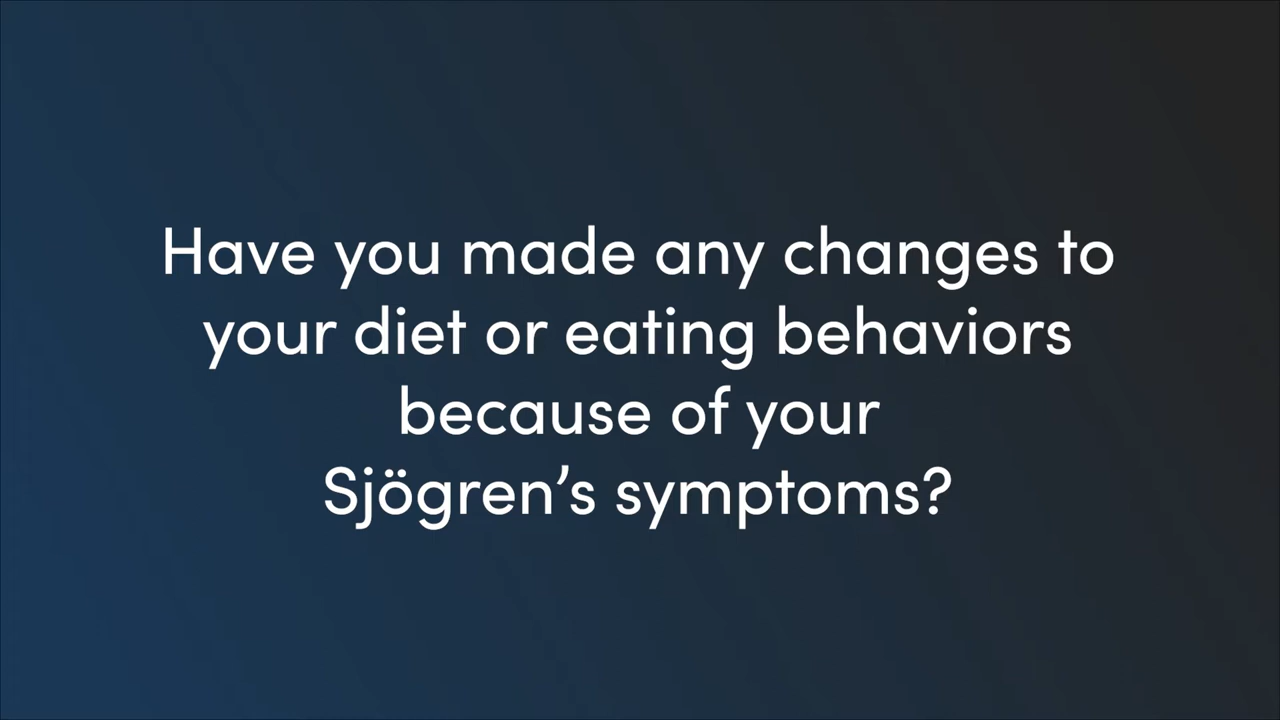 Have you made any changes to
your diet or eating behaviors
because of your
Sjögren’s symptoms?